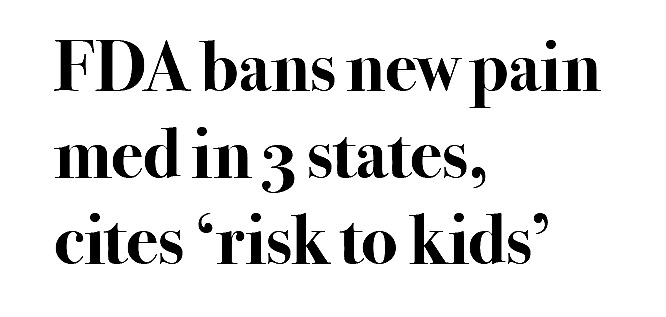 FDA bans new pain
med in 3 states,
cites ‘risk to kids’